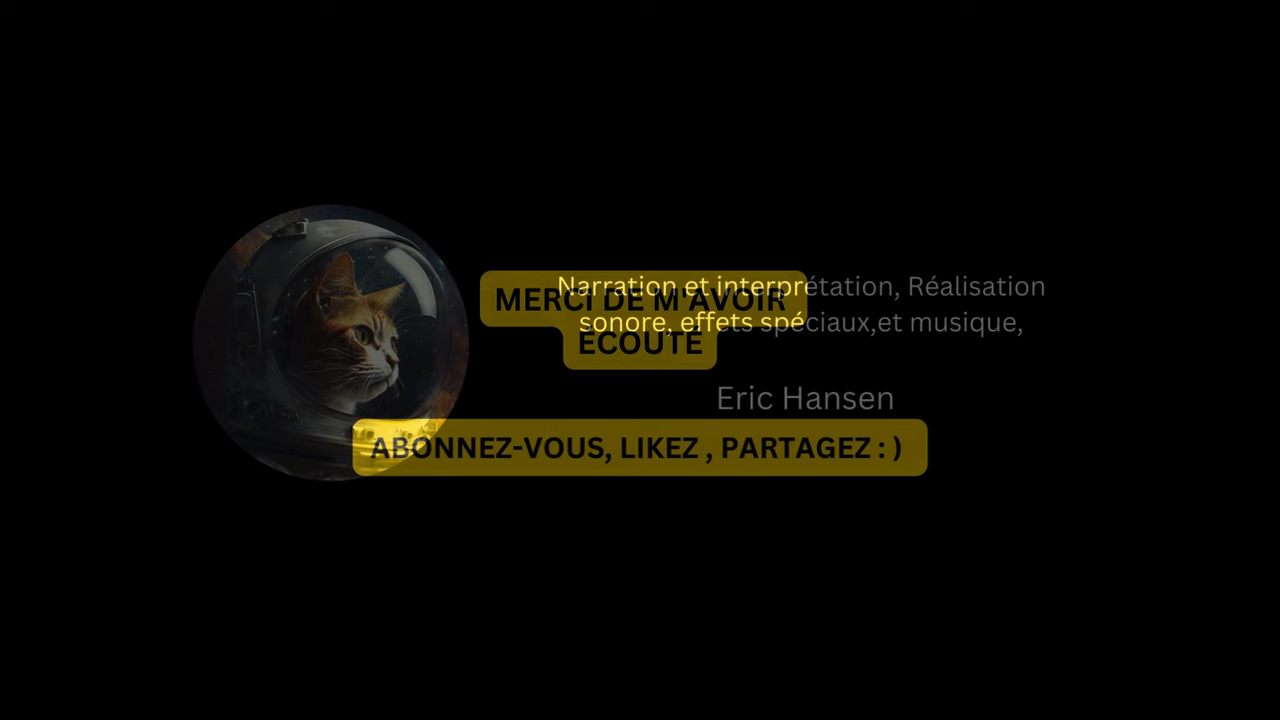 MERCI DE M'AVOIR
ÉCOUTÉ
Narration et interprétation, Réalisation
sonore, effets spéciaux,et musique,
Eric Hansen
ABONNEZ-VOUS, LIKEZ , PARTAGEZ : )